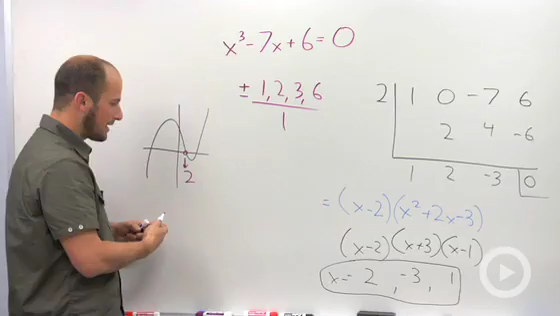 x³-7x+6=0
± 1,2,3,6
1
2
2 | 1 0 -7 6
2 4 -6
1 2 -3 | 0
= (x-2)(x²+2x-3)
(x-2)(x+3)(x-1)
x= 2, -3, 1